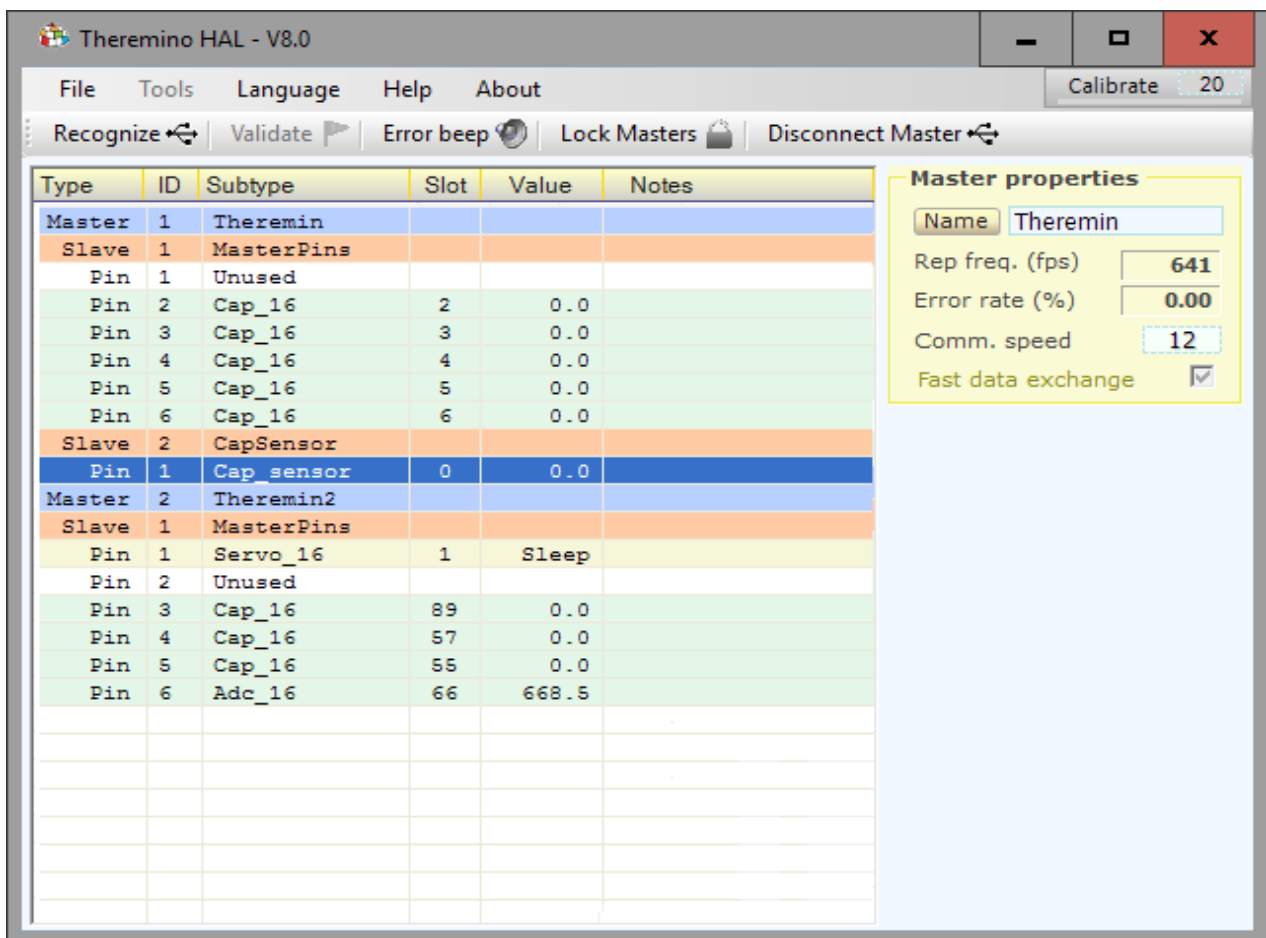 Theremino HAL - V8.0
File Tools Language Help About Calibrate 20
Recognize Validate Error beep Lock Masters Disconnect Master
Type ID Subtype Slot Value Notes
Master 1 Theremin
Slave 1 MasterPins
Pin 1 Unused
Pin 2 Cap_16 2 0.0
Pin 3 Cap_16 3 0.0
Pin 4 Cap_16 4 0.0
Pin 5 Cap_16 5 0.0
Pin 6 Cap_16 6 0.0
Slave 2 CapSensor
Pin 1 Cap_sensor 0 0.0
Master 2 Theremin2
Slave 1 MasterPins
Pin 1 Servo_16 1 Sleep
Pin 2 Unused
Pin 3 Cap_16 89 0.0
Pin 4 Cap_16 57 0.0
Pin 5 Cap_16 55 0.0
Pin 6 Adc_16 66 668.5
Master properties
Name Theremin
Rep freq. (fps) 641
Error rate (%) 0.00
Comm. speed 12
Fast data exchange